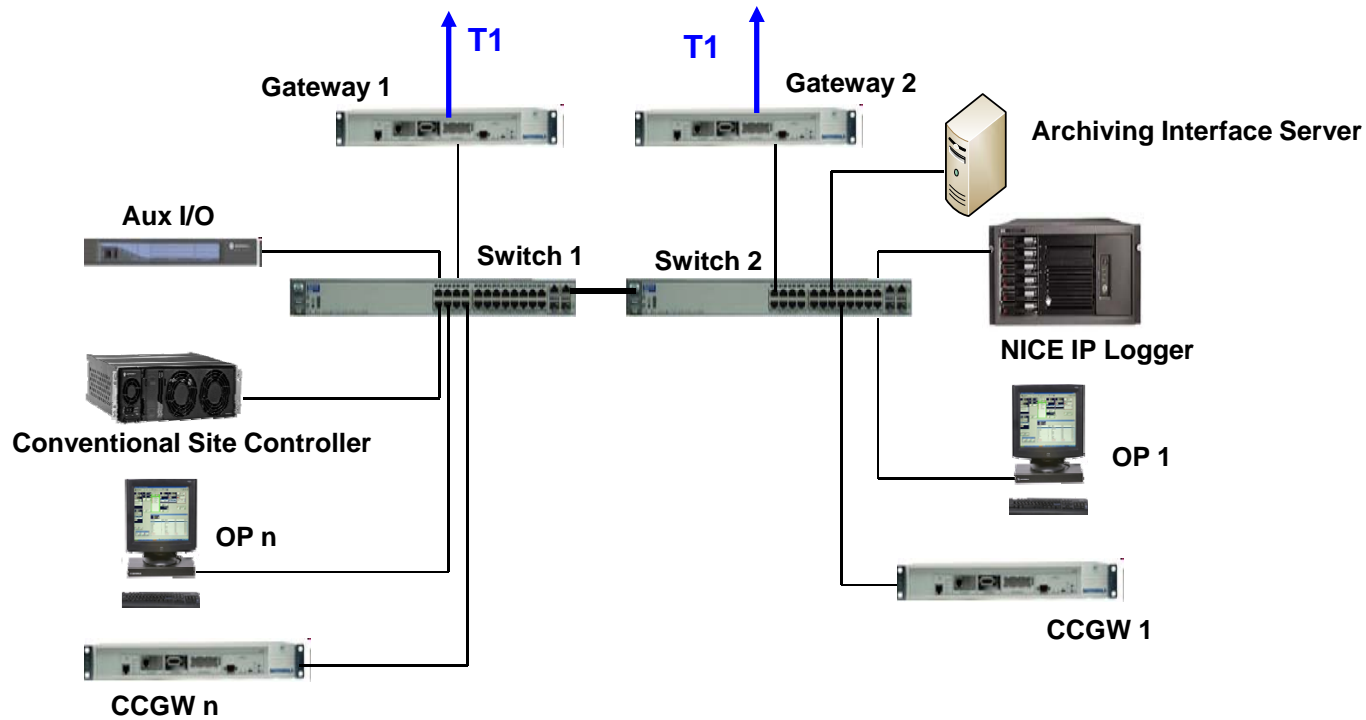 T1
T1
Gateway 1
Gateway 2
Archiving Interface Server
Aux I/O
Switch 1
Switch 2
NICE IP Logger
Conventional Site Controller
OP 1
OP n
CCGW 1
CCGW n